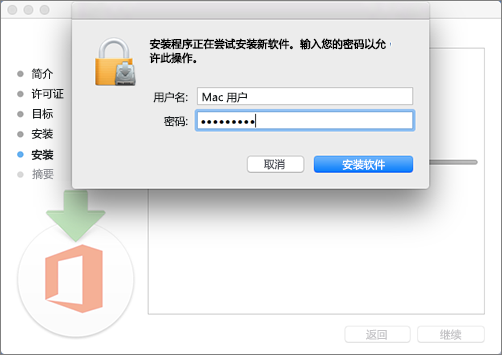 安装程序正在尝试安装新软件。输入您的密码以允
许此操作。
用户名: Mac 用户
密码: •••••••••
取消
安装软件
简介
许可证
目标
安装
安装
摘要
返回
继续